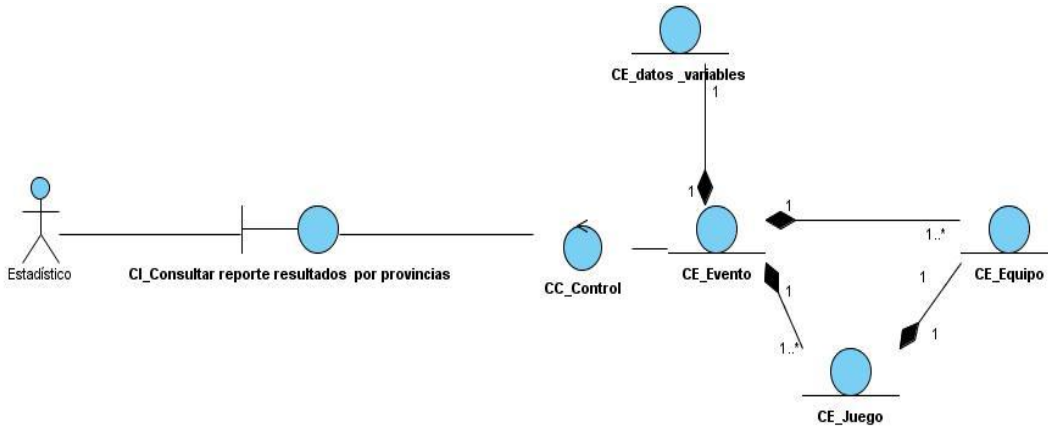 CE_datos _variables
1
1
1
1..*
Estadístico
CI_Consultar reporte resultados por provincias
CC_Control
CE_Evento
CE_Equipo
1
1
1..*
1
CE_Juego